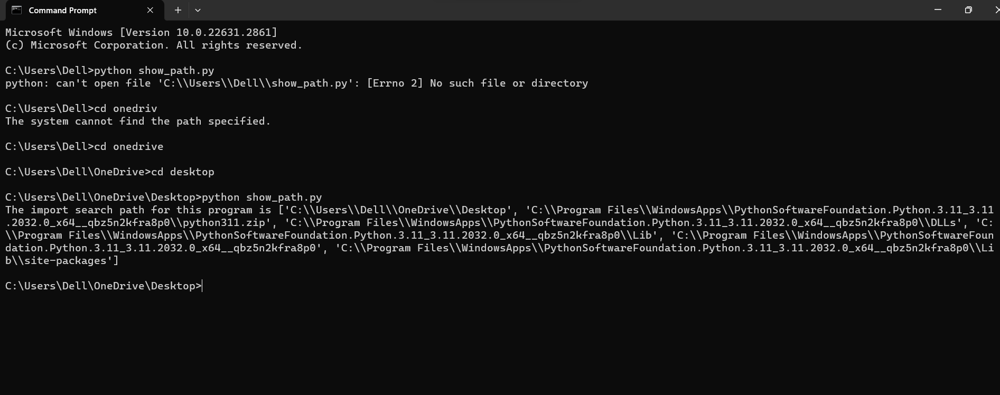 Command Prompt
Microsoft Windows [Version 10.0.22631.2861]
(c) Microsoft Corporation. All rights reserved.
C:\Users\Dell>python show_path.py
python: can't open file 'C:\\Users\\Dell\\show_path.py': [Errno 2] No such file or directory
C:\Users\Dell>cd onedriv
The system cannot find the path specified.
C:\Users\Dell>cd onedrive
C:\Users\Dell\OneDrive>cd desktop
C:\Users\Dell\OneDrive\Desktop>python show_path.py
The import search path for this program is ['C:\\Users\\Dell\\OneDrive\\Desktop', 'C:\\Program Files\\WindowsApps\\PythonSoftwareFoundation.Python.3.11_3.11
.2032.0_x64__qbz5n2kfra8p0\\python311.zip', 'C:\\Program Files\\WindowsApps\\PythonSoftwareFoundation.Python.3.11_3.11.2032.0_x64__qbz5n2kfra8p0\\DLLs', 'C:
\\Program Files\\WindowsApps\\PythonSoftwareFoundation.Python.3.11_3.11.2032.0_x64__qbz5n2kfra8p0\\Lib', 'C:\\Program Files\\WindowsApps\\PythonSoftwareFoun
dation.Python.3.11_3.11.2032.0_x64__qbz5n2kfra8p0', 'C:\\Program Files\\WindowsApps\\PythonSoftwareFoundation.Python.3.11_3.11.2032.0_x64__qbz5n2kfra8p0\\Li
b\\site-packages']
C:\Users\Dell\OneDrive\Desktop>